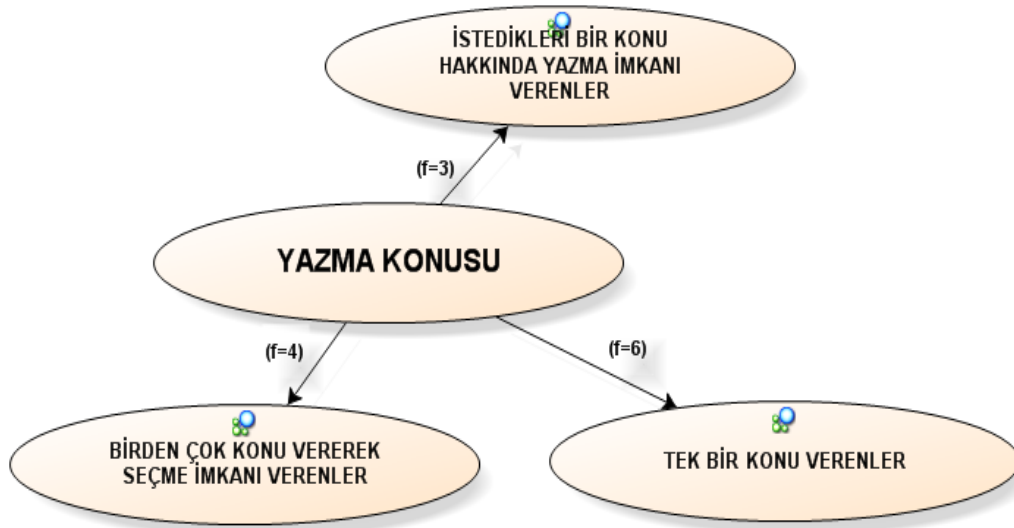 İSTEDİKLERİ BİR KONU
HAKKINDA YAZMA İMKANI
VERENLER
(f=3)
YAZMA KONUSU
(f=4)
(f=6)
BİRDEN ÇOK KONU VEREREK
SEÇME İMKANI VERENLER
TEK BİR KONU VERENLER